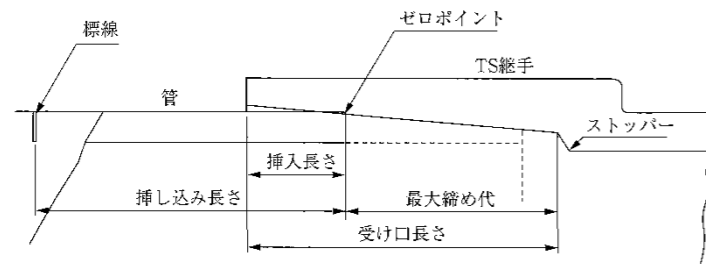 標線
ゼロポイント
TS継手
管
ストッパー
挿入長さ
挿し込み長さ
最大締め代
受け口長さ